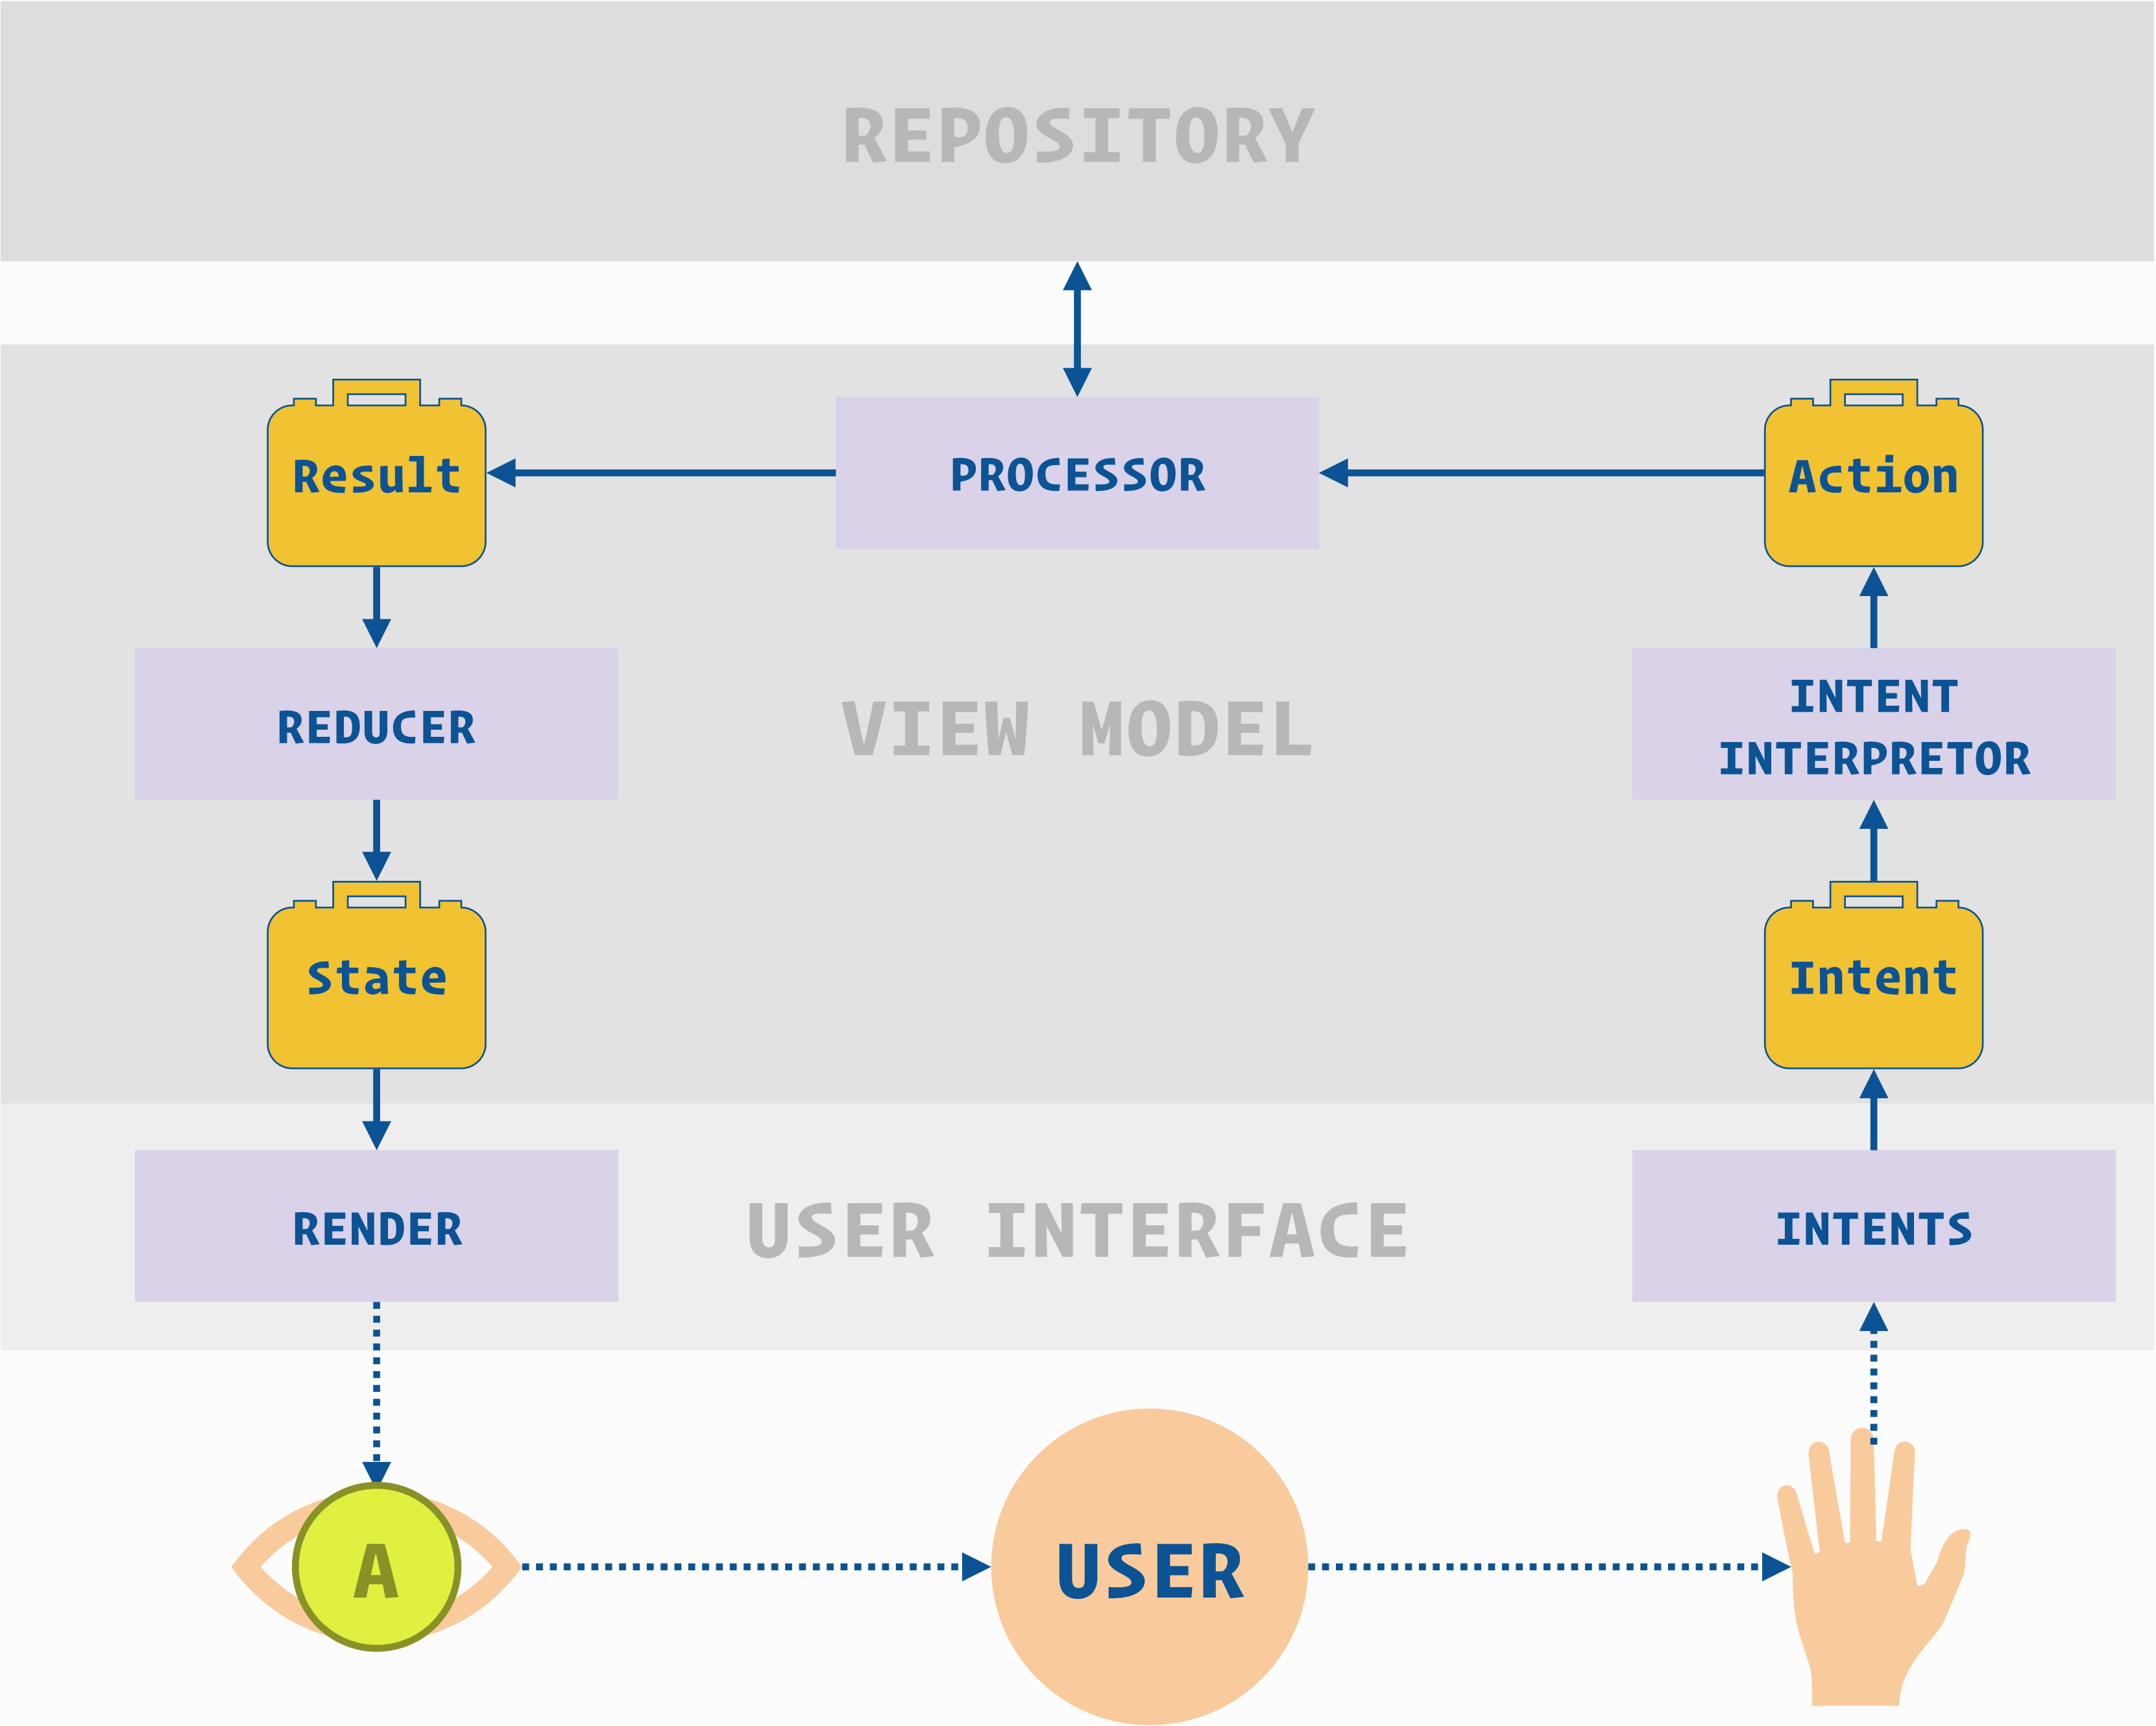 REPOSITORY
Result
PROCESSOR
Action
REDUCER
VIEW MODEL
INTENT
INTERPRETOR
State
Intent
RENDER
USER INTERFACE
INTENTS
A
USER